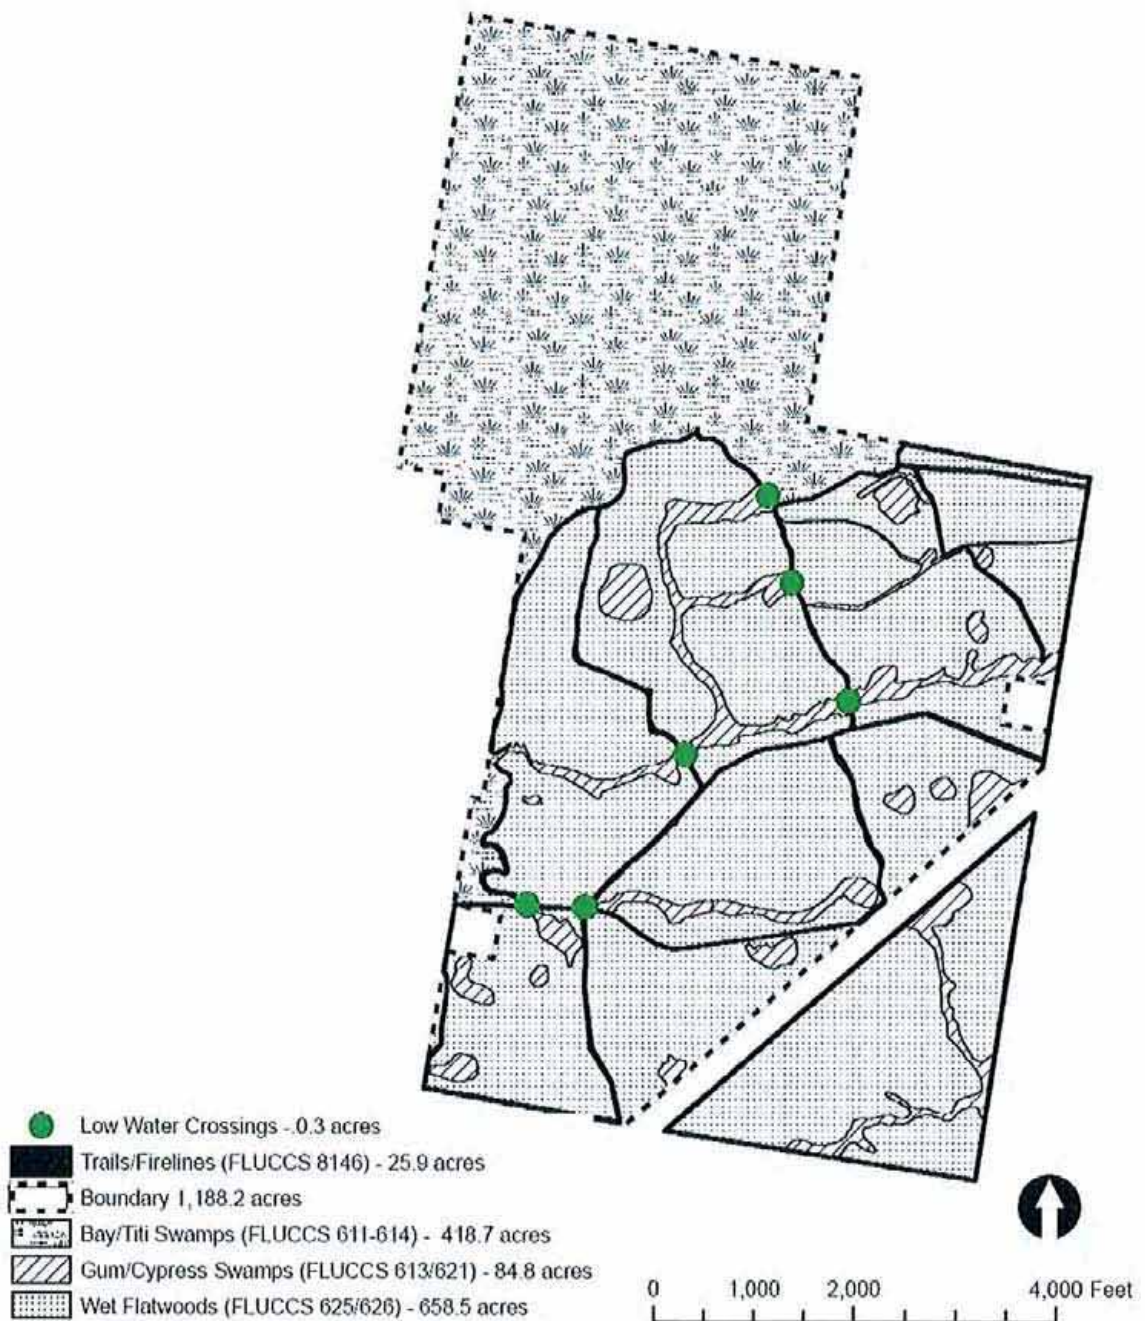 Low Water Crossings - .0.3 acres
Trails/Firelines (FLUCCS 8146) - 25.9 acres
Boundary 1,188.2 acres
Bay/Titi Swamps (FLUCCS 611-614) - 418.7 acres
Gum/Cypress Swamps (FLUCCS 613/621) - 84.8 acres
Wet Flatwoods (FLUCCS 625/626) - 658.5 acres
0 1,000 2,000 4,000 Feet